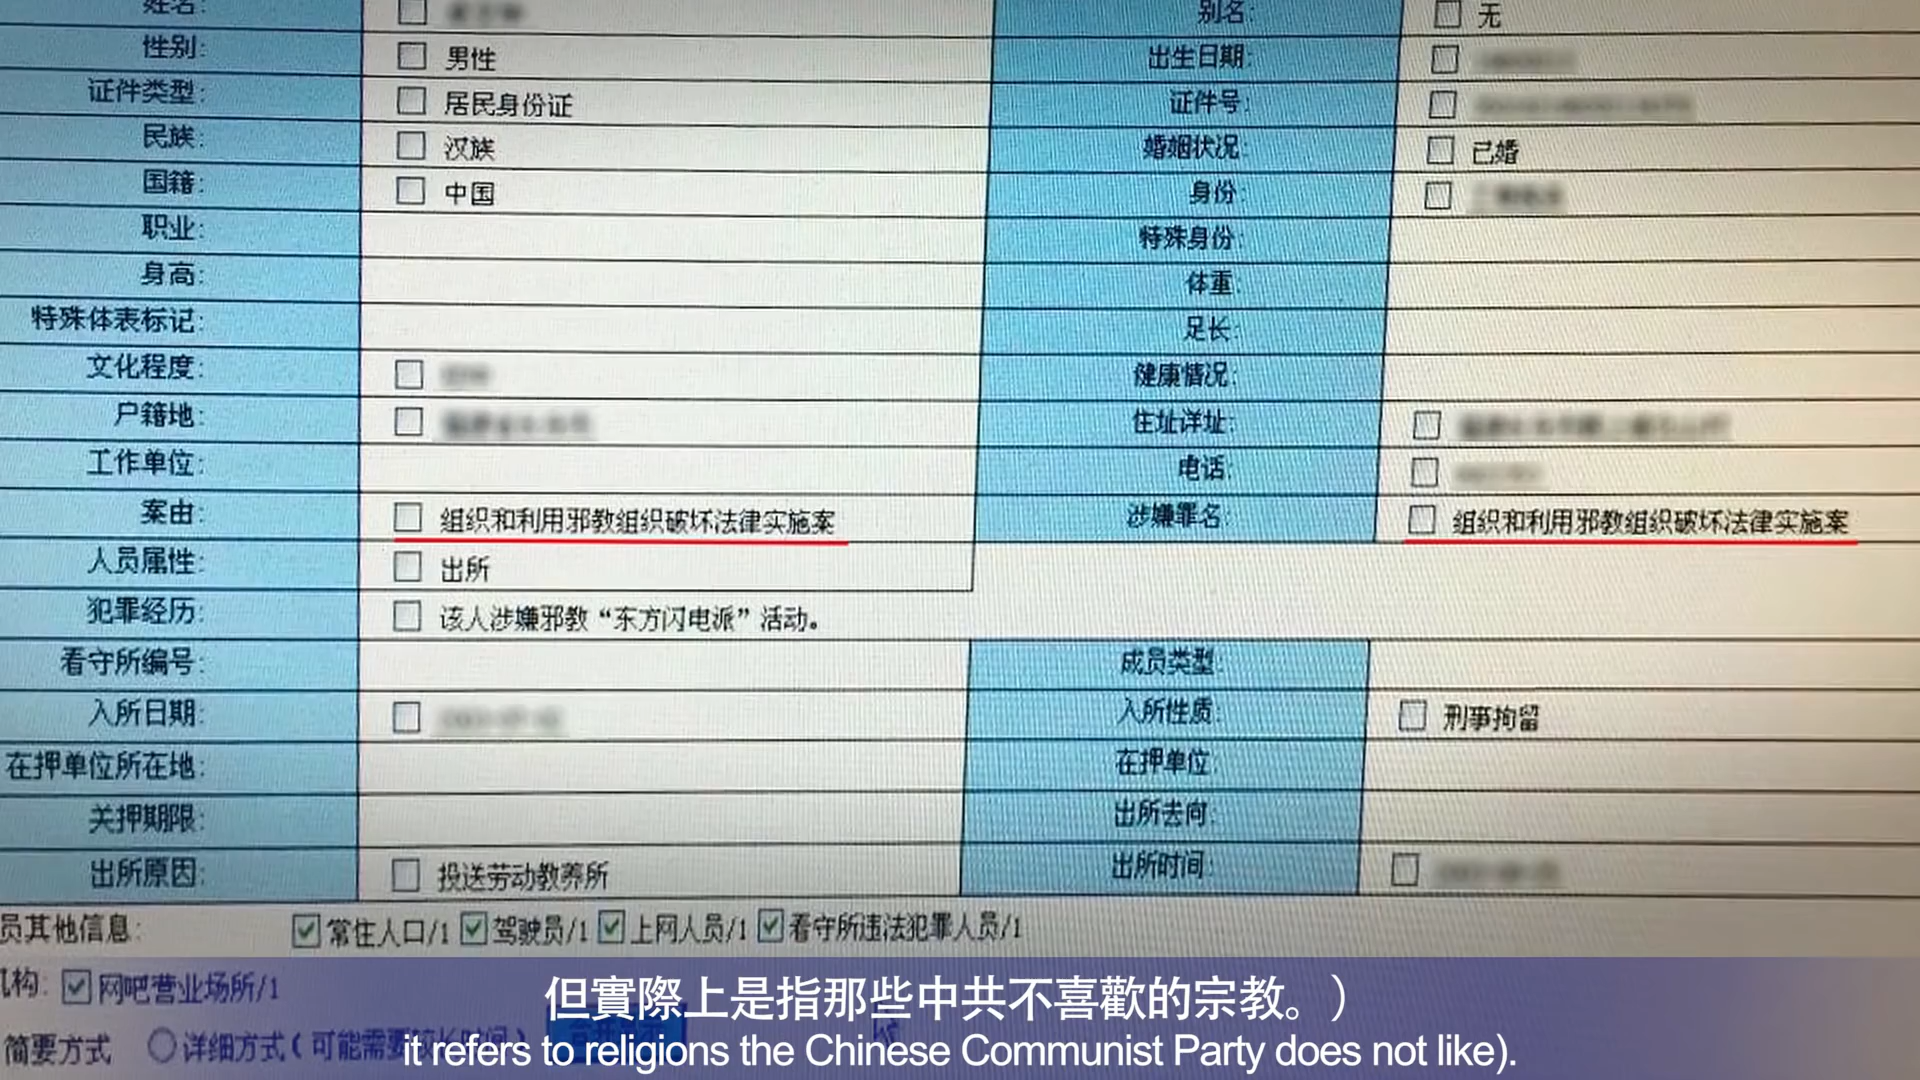 姓名: 别名: 无
性别: 男性 出生日期:
证件类型: 居民身份证 证件号:
民族: 汉族 婚姻状况: 已婚
国籍: 中国 身份:
职业: 特殊身份:
身高: 体重:
特殊体表标记: 足长:
文化程度: 健康情况:
户籍地: 住址详址:
工作单位: 电话:
案由: 组织和利用邪教组织破坏法律实施案 涉嫌罪名: 组织和利用邪教组织破坏法律实施案
人员属性: 出所
犯罪经历: 该人涉嫌邪教“东方闪电派”活动。
看守所编号: 成员类型:
入所日期: 入所性质: 刑事拘留
在押单位所在地: 在押单位:
关押期限: 出所去向:
出所原因: 投送劳动教养所 出所时间:
员其他信息: 常住人口/1 驾驶员/1 上网人员/1 看守所违法犯罪人员/1
机构: 网吧营业场所/1
但實際上是指那些中共不喜歡的宗教。）
简要方式 详细方式(可能需要较长时间)
it refers to religions the Chinese Communist Party does not like).